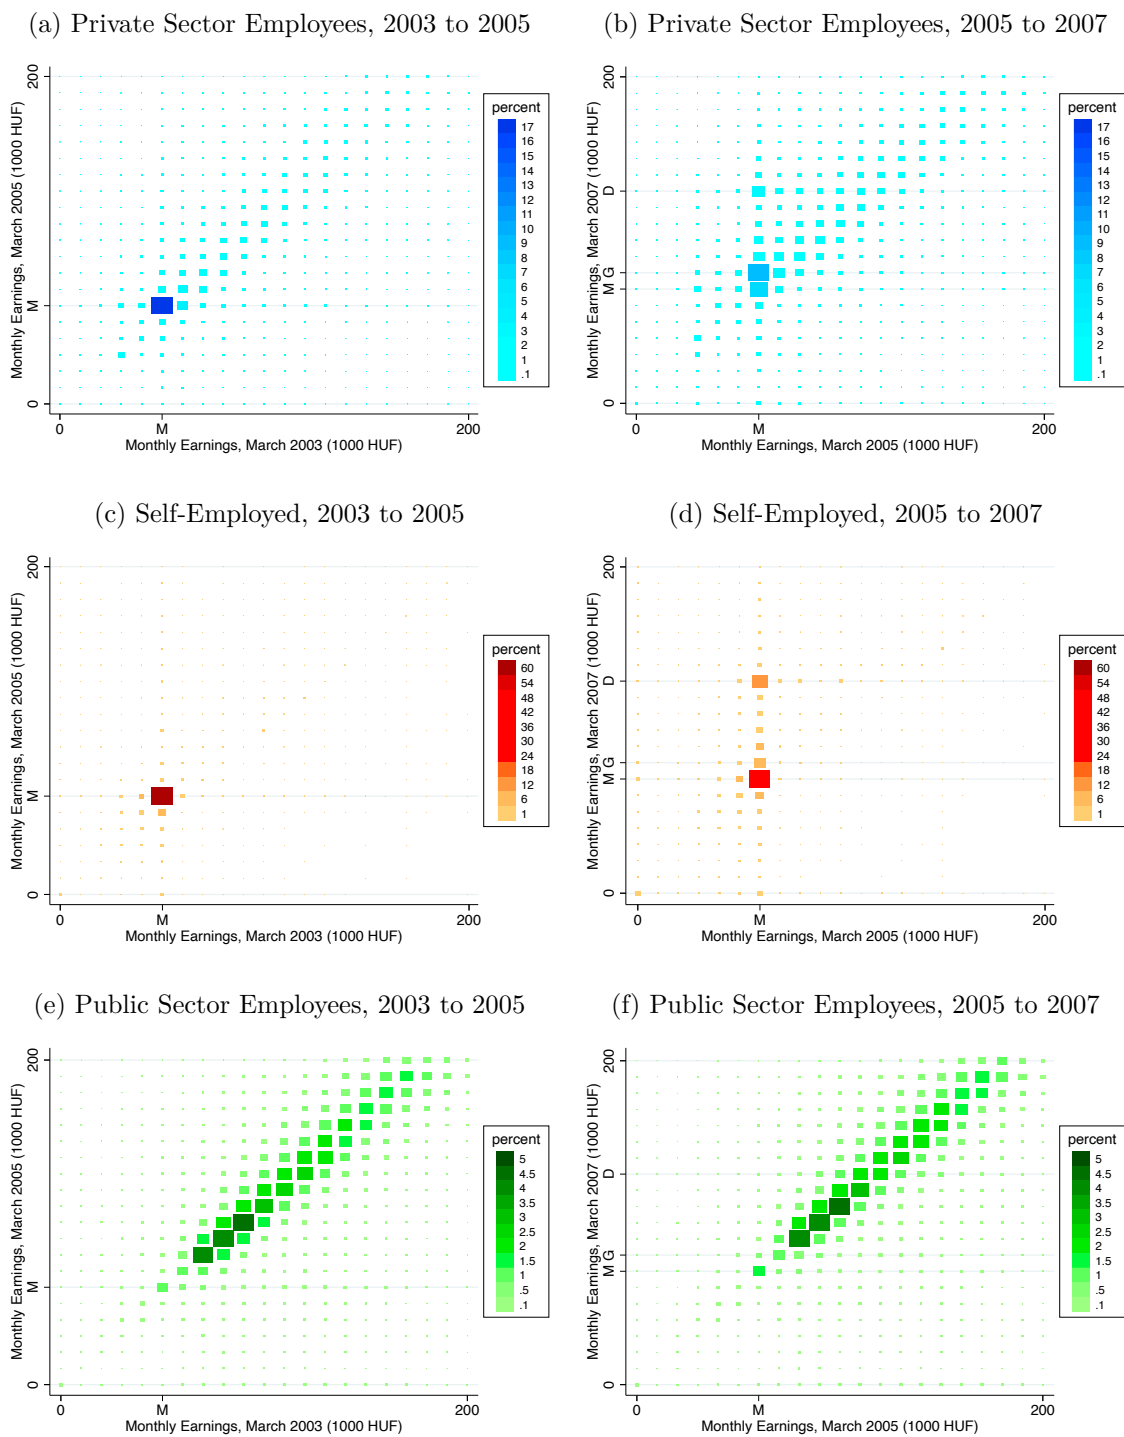 (a) Private Sector Employees, 2003 to 2005
(b) Private Sector Employees, 2005 to 2007
Monthly Earnings, March 2005 (1000 HUF)
200
M
0
0
M
200
Monthly Earnings, March 2003 (1000 HUF)
percent
17
16
15
14
13
12
11
10
9
8
7
6
5
4
3
2
1
.1
Monthly Earnings, March 2007 (1000 HUF)
200
D
G
M
0
0
M
200
Monthly Earnings, March 2005 (1000 HUF)
percent
17
16
15
14
13
12
11
10
9
8
7
6
5
4
3
2
1
.1
(c) Self-Employed, 2003 to 2005
(d) Self-Employed, 2005 to 2007
Monthly Earnings, March 2005 (1000 HUF)
200
M
0
0
M
200
Monthly Earnings, March 2003 (1000 HUF)
percent
60
54
48
42
36
30
24
18
12
6
1
Monthly Earnings, March 2007 (1000 HUF)
200
D
G
M
0
0
M
200
Monthly Earnings, March 2005 (1000 HUF)
percent
60
54
48
42
36
30
24
18
12
6
1
(e) Public Sector Employees, 2003 to 2005
(f) Public Sector Employees, 2005 to 2007
Monthly Earnings, March 2005 (1000 HUF)
200
M
0
0
M
200
Monthly Earnings, March 2003 (1000 HUF)
percent
5
4.5
4
3.5
3
2.5
2
1.5
1
.5
.1
Monthly Earnings, March 2007 (1000 HUF)
200
D
G
M
0
0
M
200
Monthly Earnings, March 2005 (1000 HUF)
percent
5
4.5
4
3.5
3
2.5
2
1.5
1
.5
.1